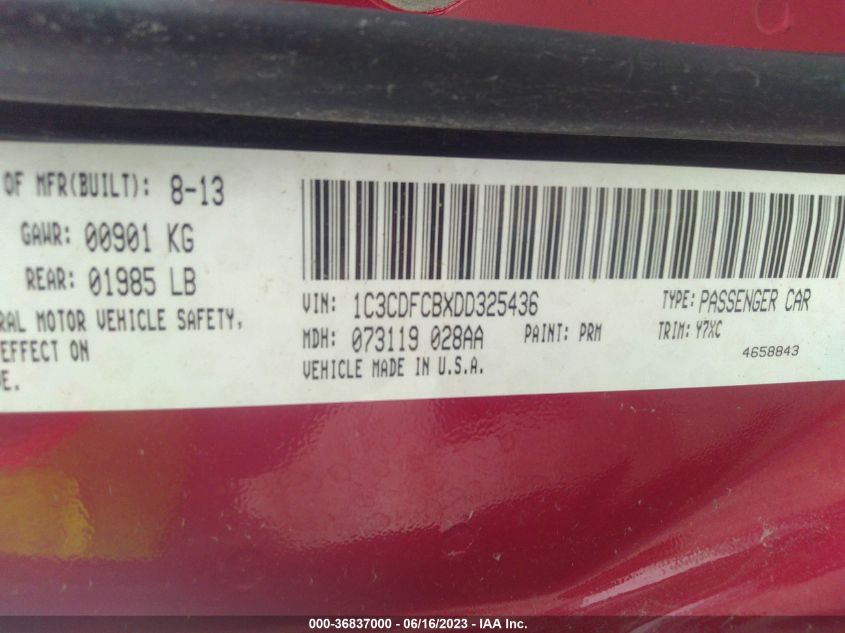 OF MFR(BUILT): 8-13
GAWR: 00901 KG
REAR: 01985 LB
RAL MOTOR VEHICLE SAFETY,
EFFECT ON
E.
VIN: 1C3CDFCBXDD325436
TYPE: PASSENGER CAR
MDH: 073119 028AA
PAINT: PRM
TRIM: Y7XC
VEHICLE MADE IN U.S.A.
4658843
000-36837000 - 06/16/2023 - IAA Inc.